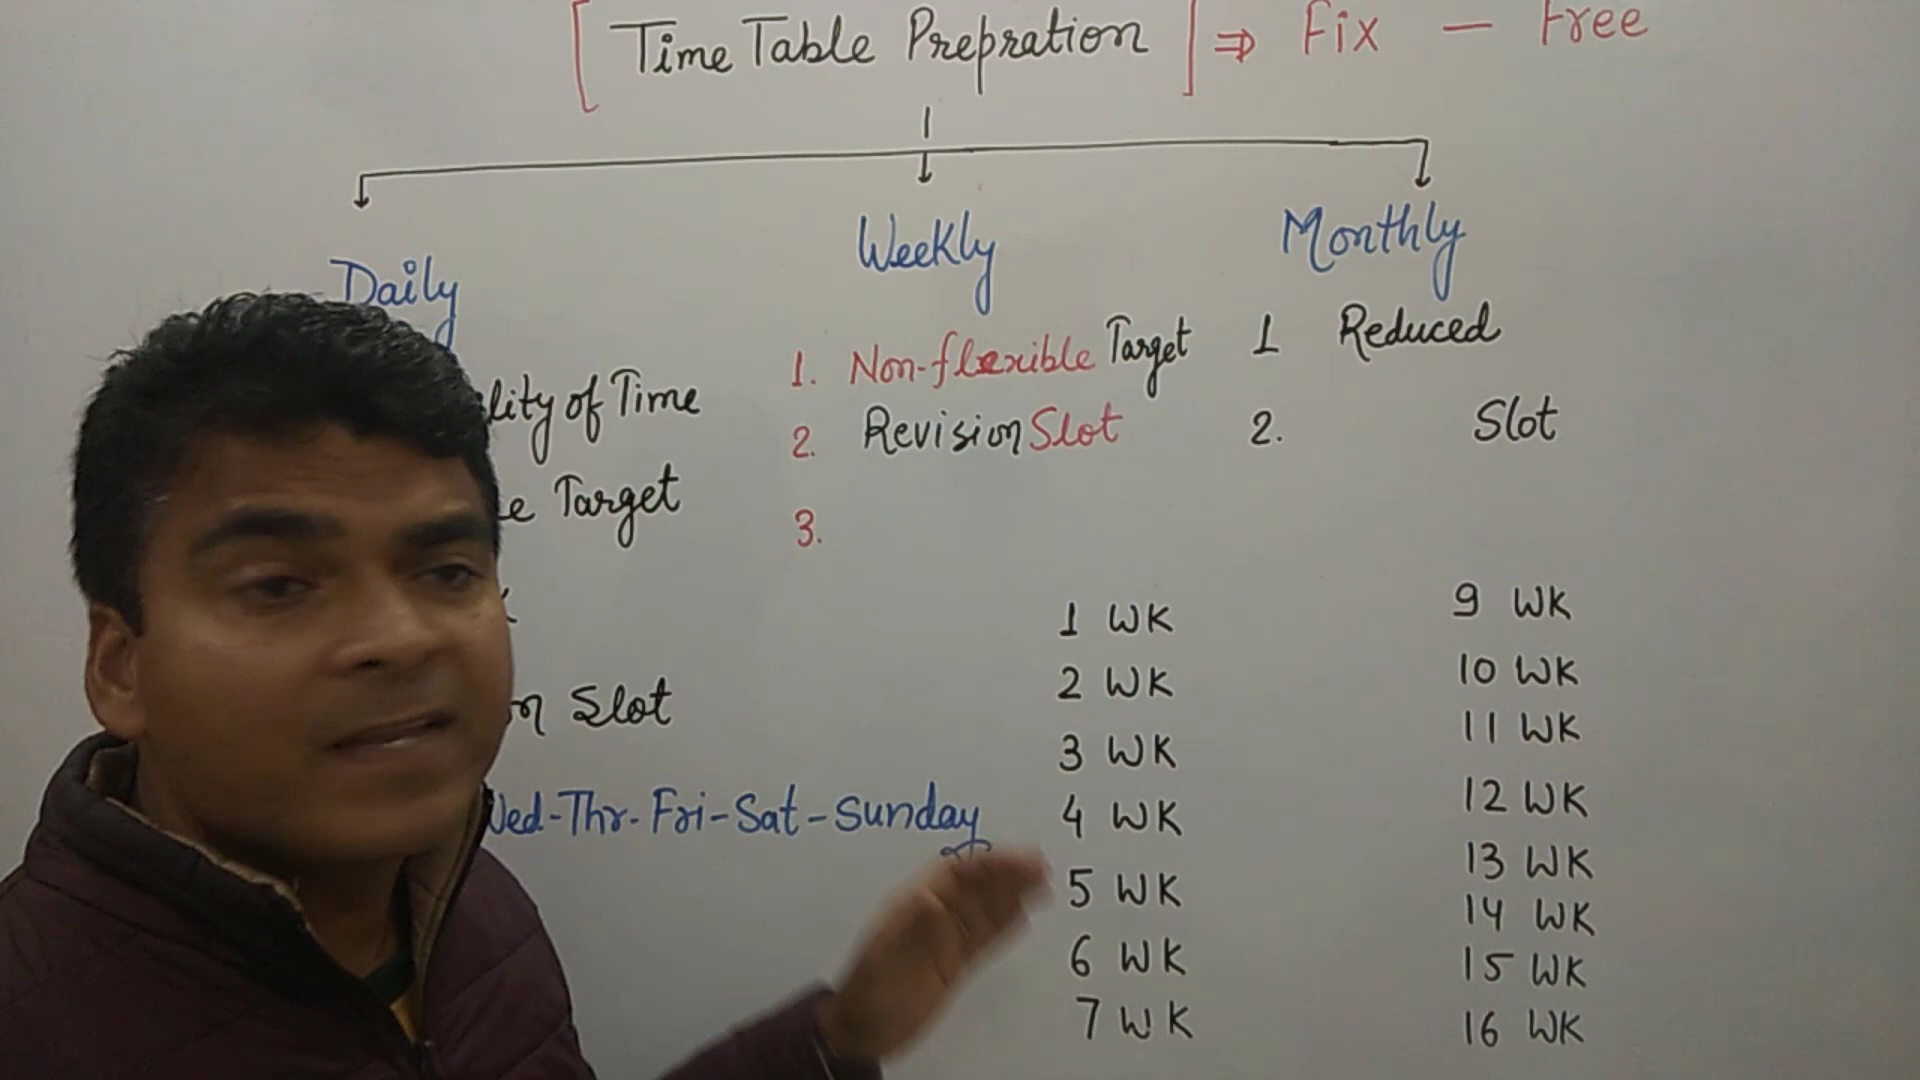 [Time Table Prepration] ⇒ Fix - Free
Daily
Weekly
Monthly
lity of Time
e Target
n Slot
Wed-Thr-Fri-Sat-Sunday
1. Non-flexible Target
2. Revision Slot
3.
1 Reduced
2. Slot
1 WK
2 WK
3 WK
4 WK
5 WK
6 WK
7 WK
9 WK
10 WK
11 WK
12 WK
13 WK
14 WK
15 WK
16 WK